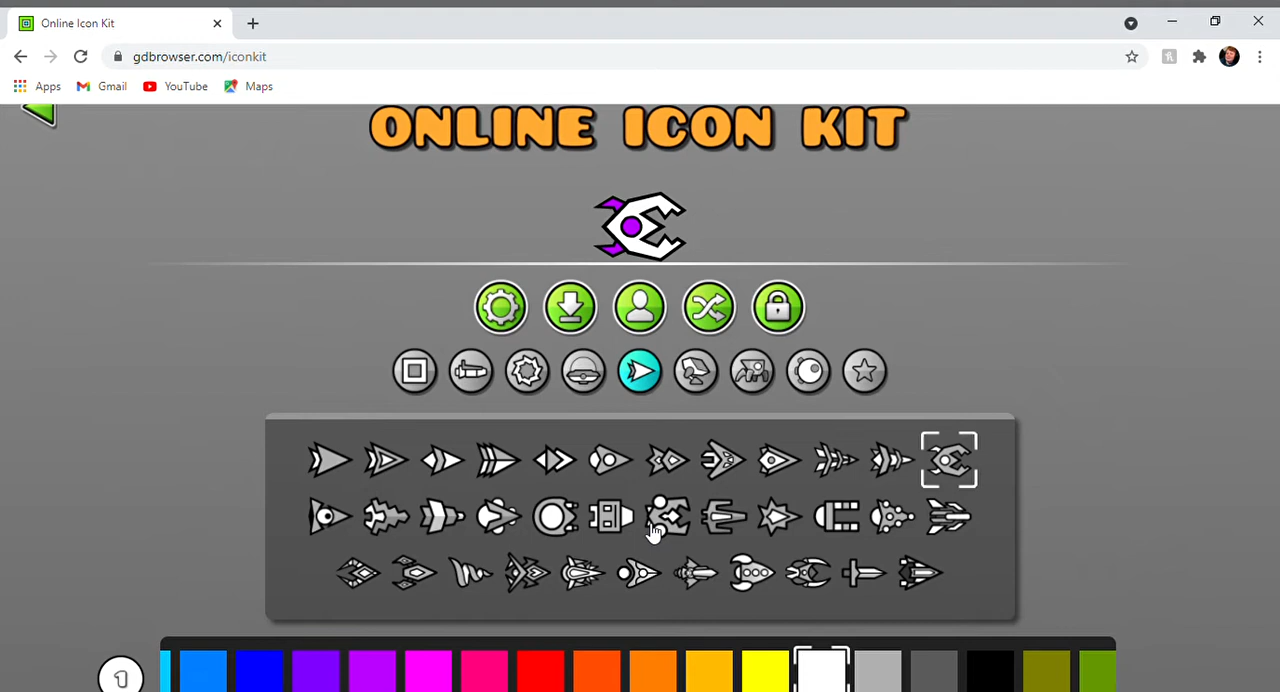 Online Icon Kit
gdbrowser.com/iconkit
Apps Gmail YouTube Maps
ONLINE ICON KIT
1